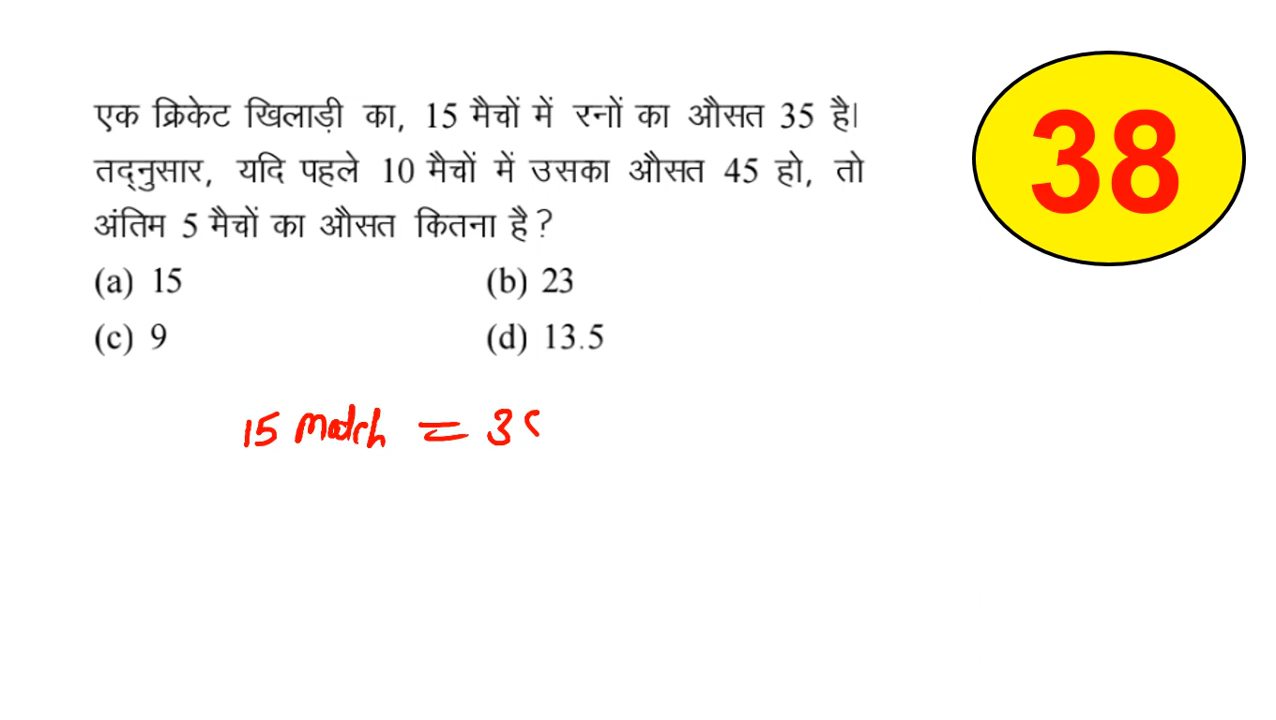 एक क्रिकेट खिलाड़ी का, 15 मैचों में रनों का औसत 35 है।
तद्नुसार, यदि पहले 10 मैचों में उसका औसत 45 हो, तो
अंतिम 5 मैचों का औसत कितना है?
(a) 15 (b) 23
(c) 9 (d) 13.5
38
15 match = 3